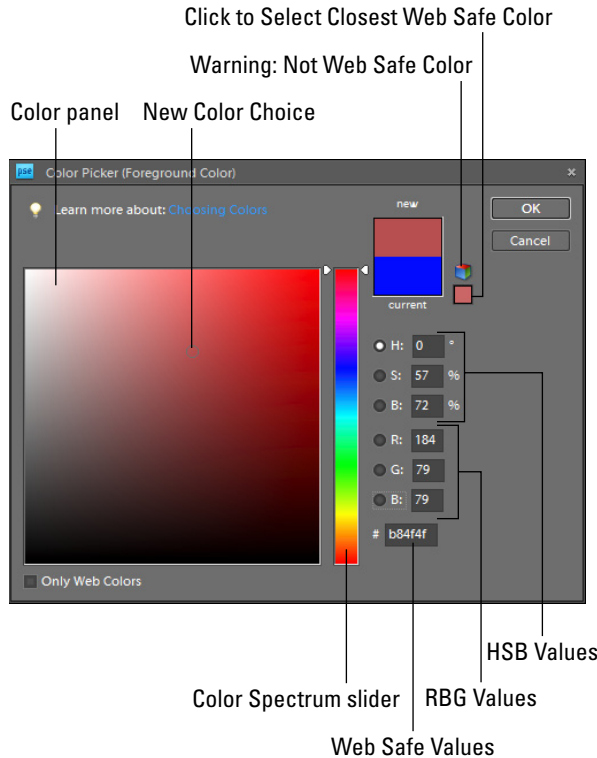 Click to Select Closest Web Safe Color
Warning: Not Web Safe Color
Color panel New Color Choice
pse Color Picker (Foreground Color) ×
Learn more about: Choosing Colors
new
OK
Cancel
current
H: 0 °
S: 57 %
B: 72 %
R: 184
G: 79
B: 79
# b84f4f
Only Web Colors
HSB Values
Color Spectrum slider RBG Values
Web Safe Values